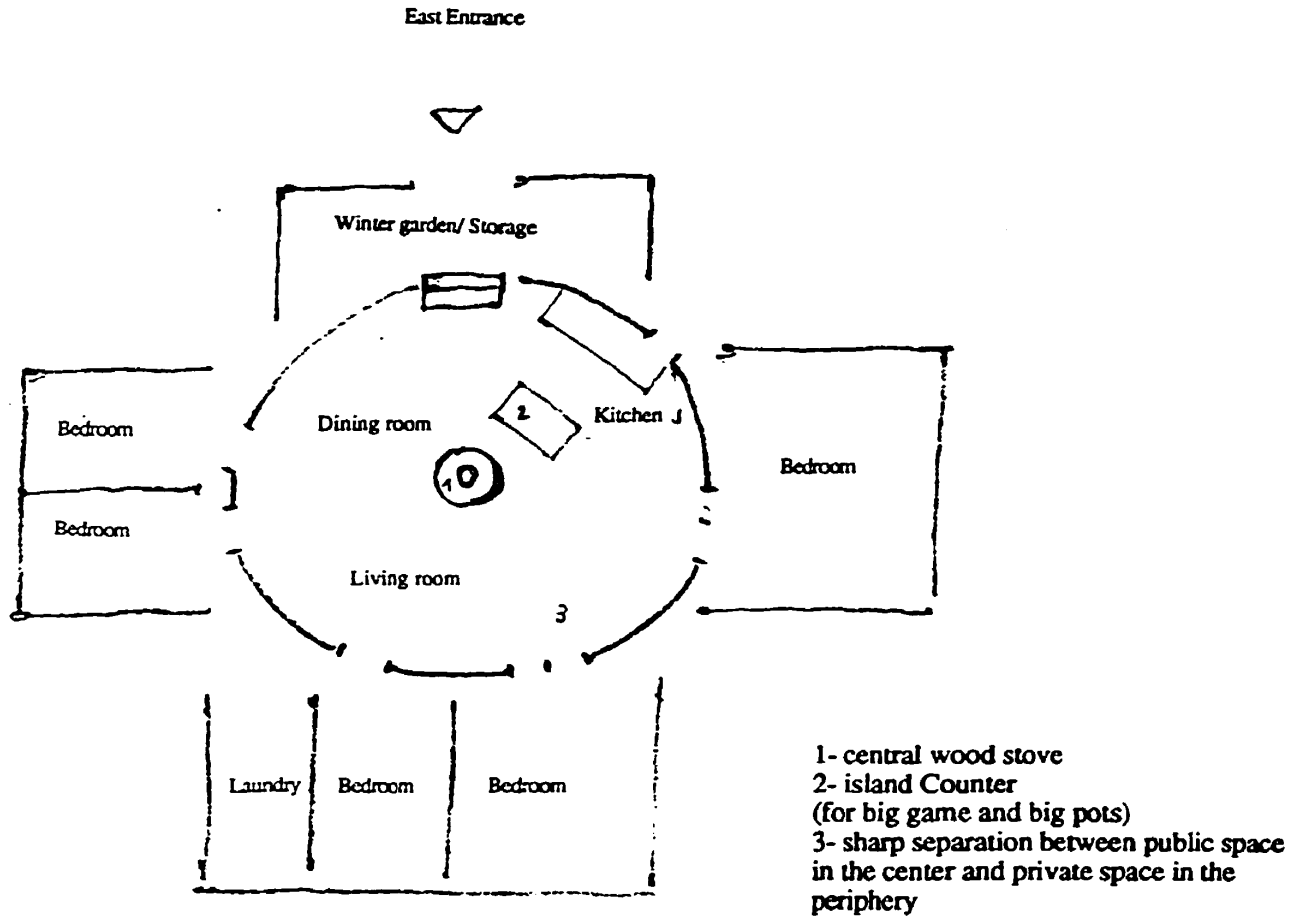 East Entrance
Winter garden/ Storage
Bedroom
Dining room
2
Kitchen
Bedroom
1
Bedroom
Living room
3
Laundry
Bedroom
Bedroom
1- central wood stove
2- island Counter
(for big game and big pots)
3- sharp separation between public space
in the center and private space in the
periphery